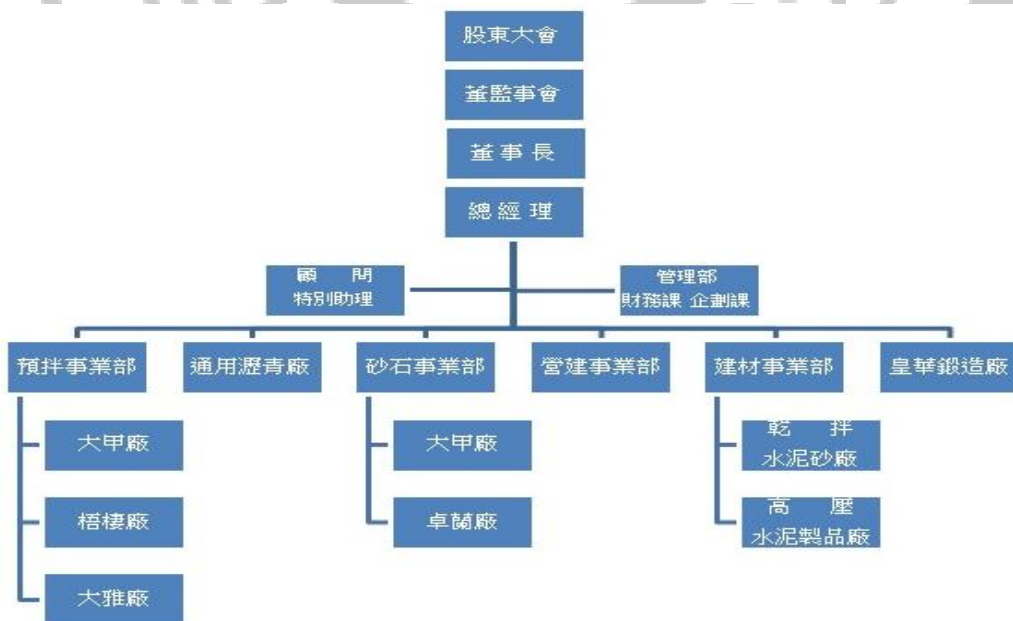 股東大會
董監事會
董 事 長
總 經 理
顧 問
特別助理
管理部
財務課 企劃課
預拌事業部
通用瀝青廠
砂石事業部
營建事業部
建材事業部
皇華鍛造廠
大甲廠
梧棲廠
大雅廠
大甲廠
卓蘭廠
乾 拌
水泥砂廠
高 壓
水泥製品廠